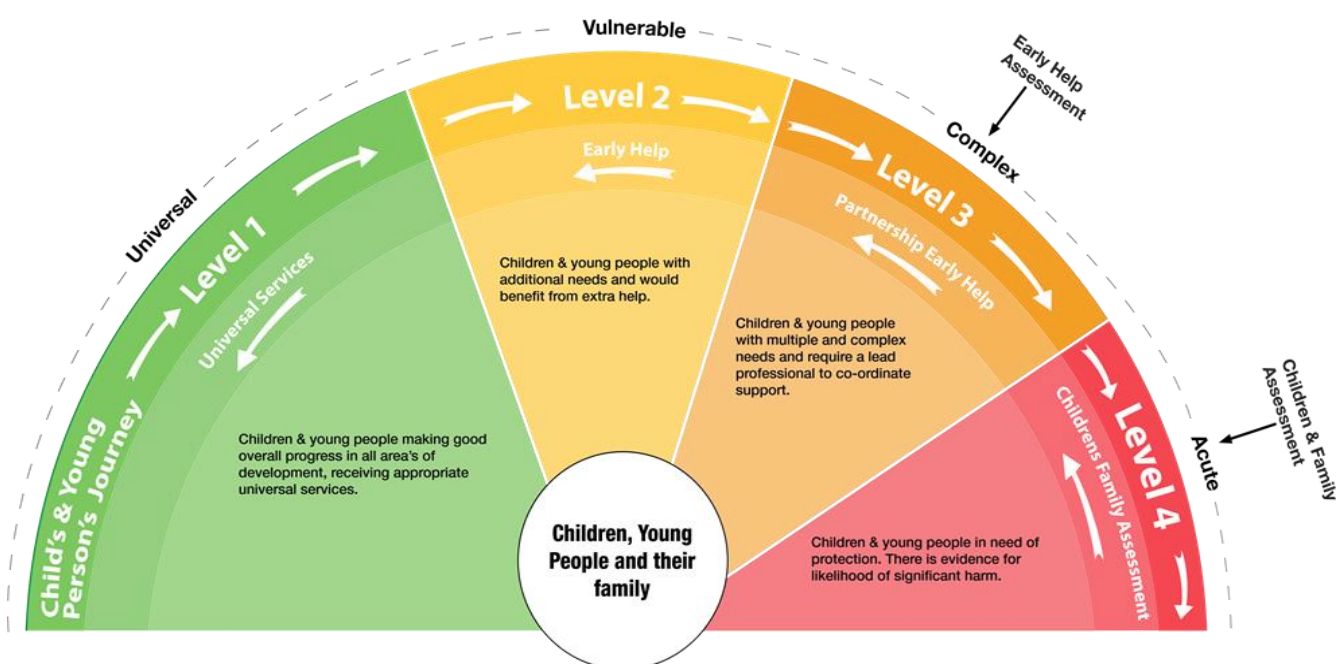 Universal
Vulnerable
Complex
Acute
Early Help
Assessment
Children & Family
Assessment
Child's & Young
Person's Journey
Level 1
Universal Services
Children & young people making good
overall progress in all area's of
development, receiving appropriate
universal services.
Level 2
Early Help
Children & young people with
additional needs and would
benefit from extra help.
Level 3
Partnership Early Help
Children & young people
with multiple and complex
needs and require a lead
professional to co-ordinate
support.
Level 4
Childrens Family Assessment
Children & young people in need of
protection. There is evidence for
likelihood of significant harm.
Children, Young
People and their
family